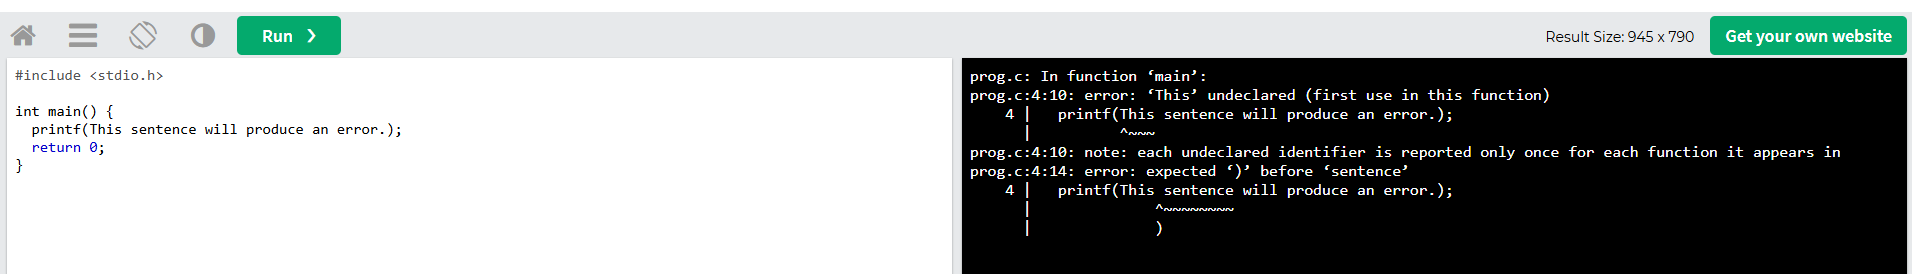 Run ❯
Result Size: 945 x 790
Get your own website
#include <stdio.h>
int main() {
  printf(This sentence will produce an error.);
  return 0;
}
prog.c: In function ‘main’:
prog.c:4:10: error: ‘This’ undeclared (first use in this function)
    4 |   printf(This sentence will produce an error.);
      |          ^~~~
prog.c:4:10: note: each undeclared identifier is reported only once for each function it appears in
prog.c:4:14: error: expected ‘)’ before ‘sentence’
    4 |   printf(This sentence will produce an error.);
      |              ^~~~~~~~~
      |              )